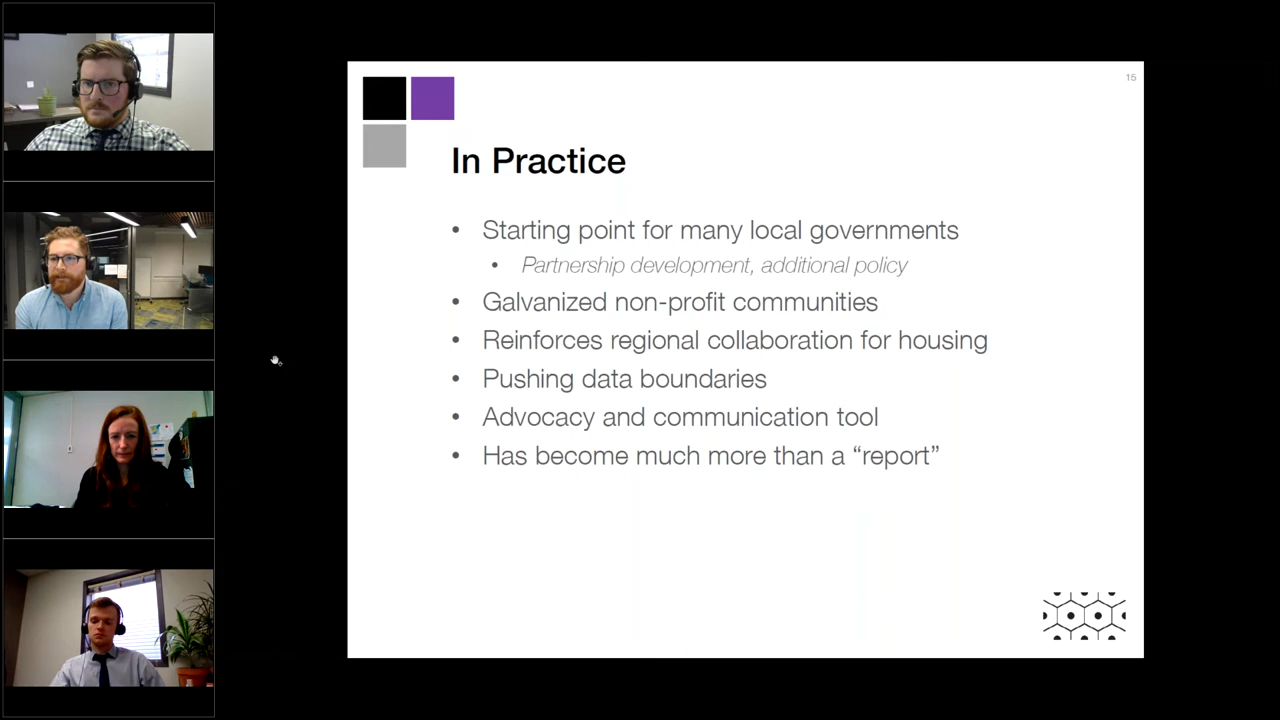 15
In Practice
• Starting point for many local governments
• Partnership development, additional policy
• Galvanized non-profit communities
• Reinforces regional collaboration for housing
• Pushing data boundaries
• Advocacy and communication tool
• Has become much more than a “report”